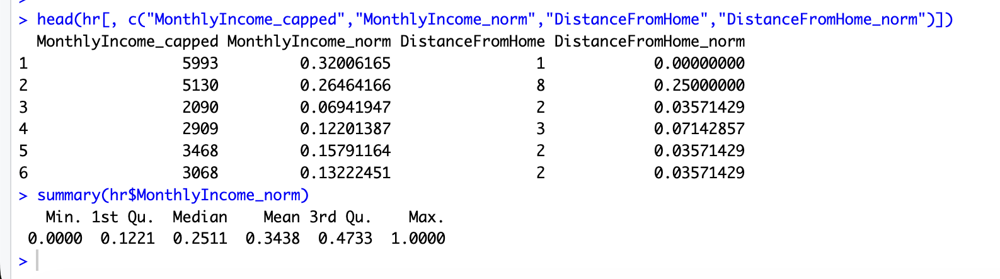 > head(hr[, c("MonthlyIncome_capped","MonthlyIncome_norm","DistanceFromHome","DistanceFromHome_norm")])
  MonthlyIncome_capped MonthlyIncome_norm DistanceFromHome DistanceFromHome_norm
1                 5993         0.32006165                1            0.00000000
2                 5130         0.26464166                8            0.25000000
3                 2090         0.06941947                2            0.03571429
4                 2909         0.12201387                3            0.07142857
5                 3468         0.15791164                2            0.03571429
6                 3068         0.13222451                2            0.03571429
> summary(hr$MonthlyIncome_norm)
   Min. 1st Qu.  Median    Mean 3rd Qu.    Max.
 0.0000  0.1221  0.2511  0.3438  0.4733  1.0000
>